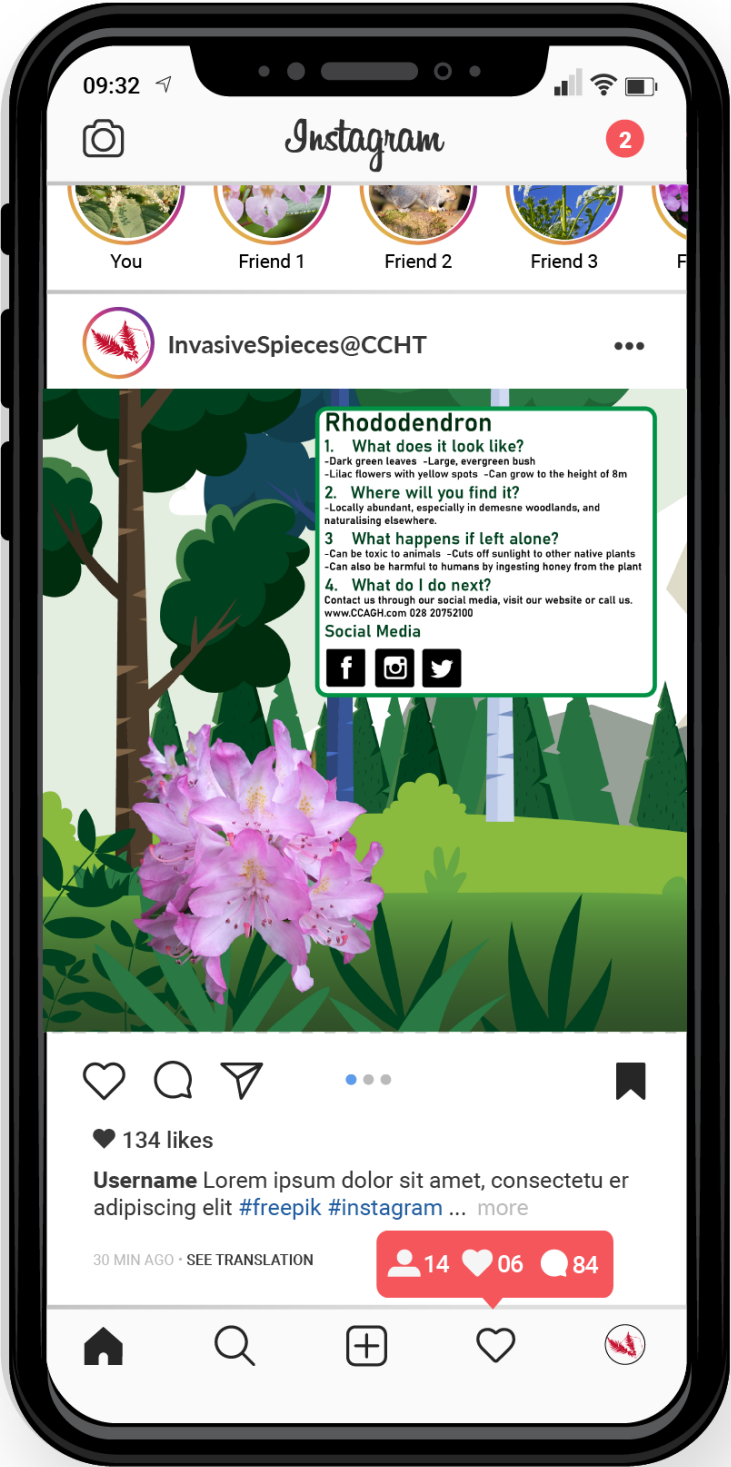 09:32
Instagram
2
You Friend 1 Friend 2 Friend 3 F
InvasiveSpieces@CCHT
Rhododendron
1. What does it look like?
-Dark green leaves -Large, evergreen bush
-Lilac flowers with yellow spots -Can grow to the height of 8m
2. Where will you find it?
-Locally abundant, especially in demesne woodlands, and
naturalising elsewhere.
3 What happens if left alone?
-Can be toxic to animals -Cuts off sunlight to other native plants
-Can also be harmful to humans by ingesting honey from the plant
4. What do I do next?
Contact us through our social media, visit our website or call us.
www.CCAGH.com 028 20752100
Social Media
134 likes
Username Lorem ipsum dolor sit amet, consectetu er
adipiscing elit #freepik #instagram ... more
30 MIN AGO · SEE TRANSLATION
14 06 84